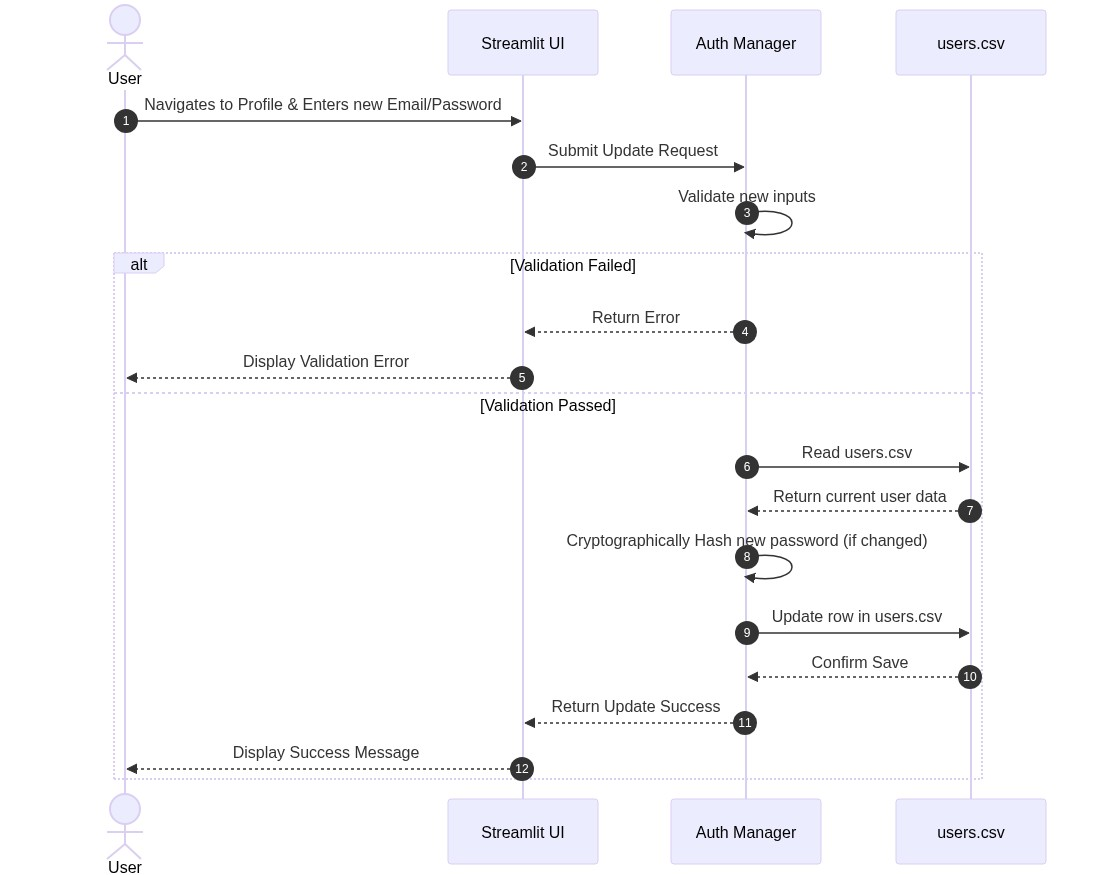 User
Streamlit UI
Auth Manager
users.csv
Navigates to Profile & Enters new Email/Password
1
Submit Update Request
2
Validate new inputs
3
alt
[Validation Failed]
Return Error
4
Display Validation Error
5
[Validation Passed]
Read users.csv
6
Return current user data
7
Cryptographically Hash new password (if changed)
8
Update row in users.csv
9
Confirm Save
10
Return Update Success
11
Display Success Message
12
User
Streamlit UI
Auth Manager
users.csv